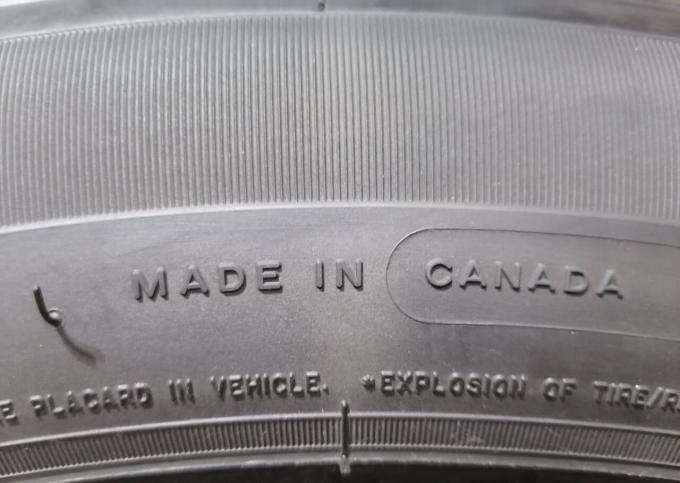 MADE IN CANADA
PLACARD IN VEHICLE. *EXPLOSION OF TIRE/